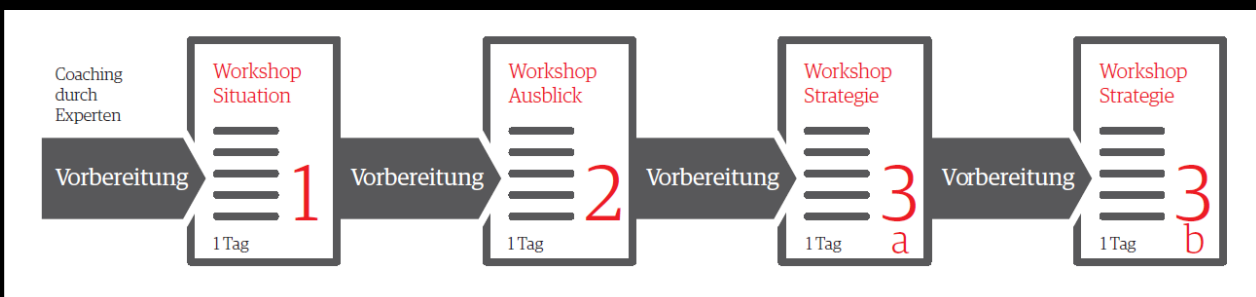 Coaching
durch
Experten
Vorbereitung
Workshop
Situation
1
1 Tag
Vorbereitung
Workshop
Ausblick
2
1 Tag
Vorbereitung
Workshop
Strategie
3
1 Tag a
Vorbereitung
Workshop
Strategie
3
1 Tag b